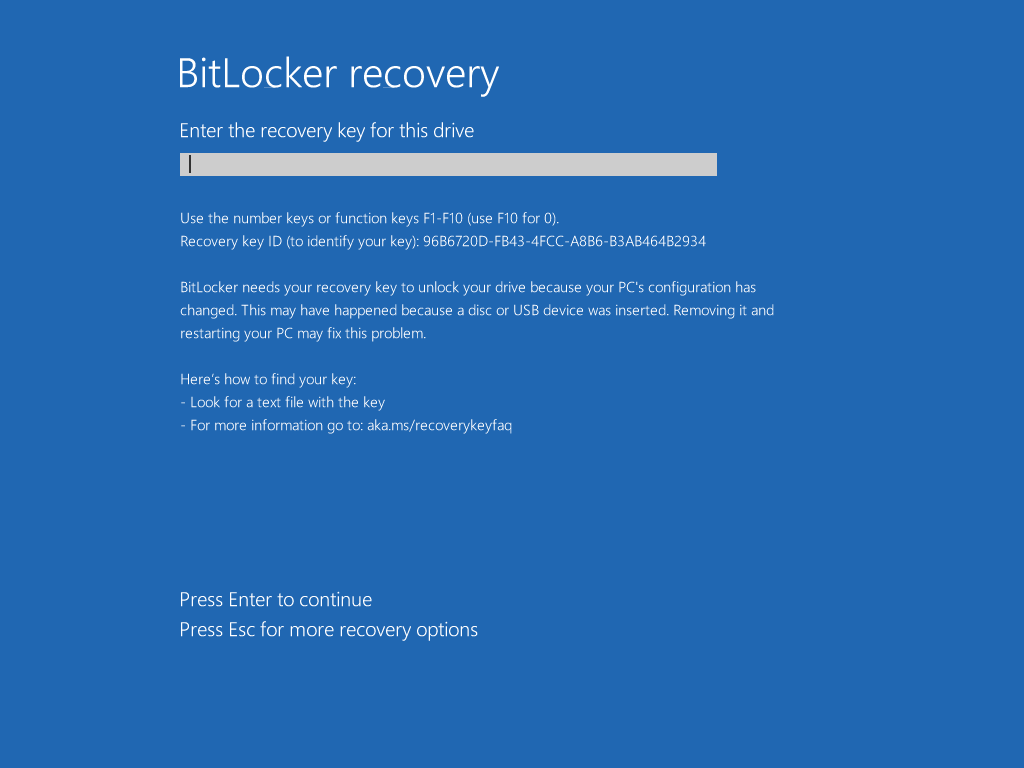 BitLocker recovery
Enter the recovery key for this drive
Use the number keys or function keys F1-F10 (use F10 for 0).
Recovery key ID (to identify your key): 96B6720D-FB43-4FCC-A8B6-B3AB464B2934
BitLocker needs your recovery key to unlock your drive because your PC's configuration has
changed. This may have happened because a disc or USB device was inserted. Removing it and
restarting your PC may fix this problem.
Here's how to find your key:
- Look for a text file with the key
- For more information go to: aka.ms/recoverykeyfaq
Press Enter to continue
Press Esc for more recovery options